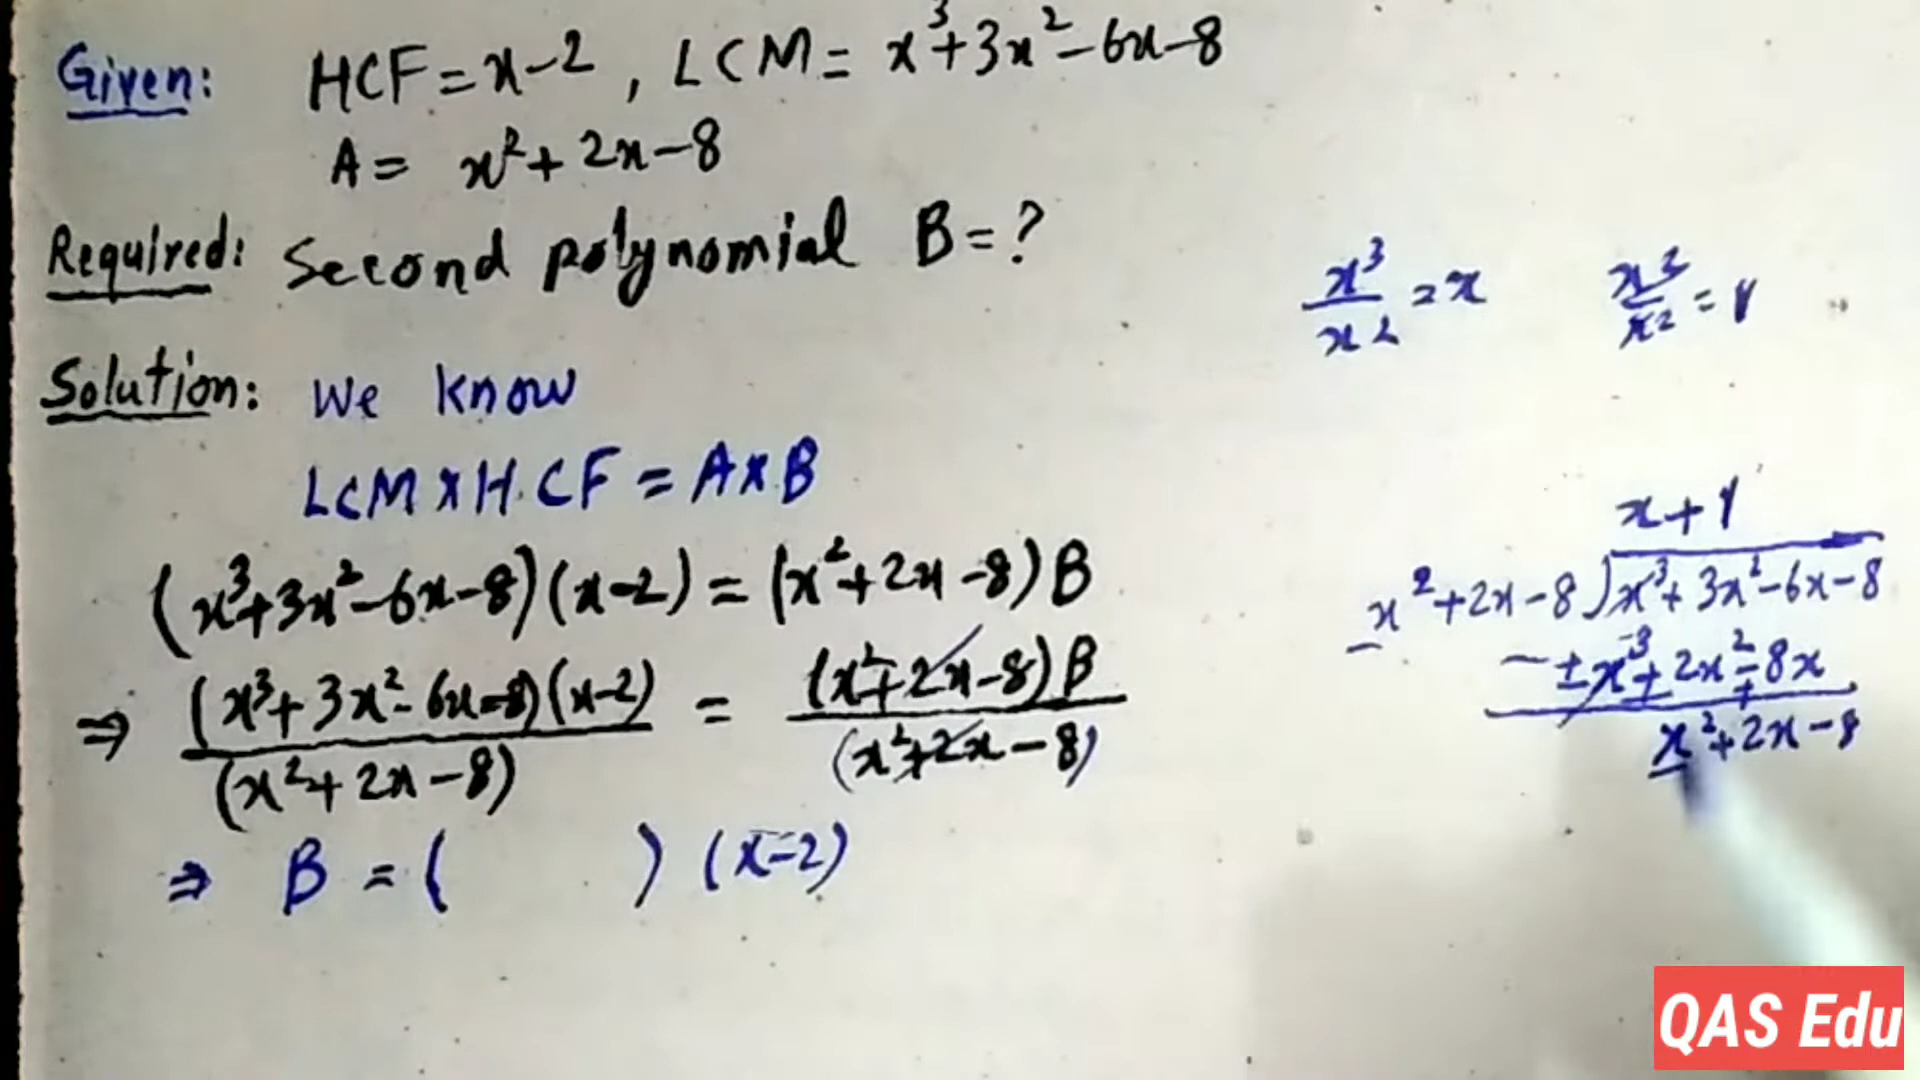 Given: HCF = x-2, LCM = x³+3x²-6x-8
A = x²+2x-8
Required: Second polynomial B = ?
Solution: We know
LCM x H.CF = A x B
(x³+3x²-6x-8)(x-2) = (x²+2x-8)B
⇒ (x³+3x²-6x-8)(x-2)/(x²+2x-8) = (x²+2x-8)B/(x²+2x-8)
⇒ B = ( ) (x-2)
x³/x² = x
x²/x² = 1
x+1
x²+2x-8)x³+3x²-6x-8
-±x³+2x²-8x
x²+2x-8
QAS Edu